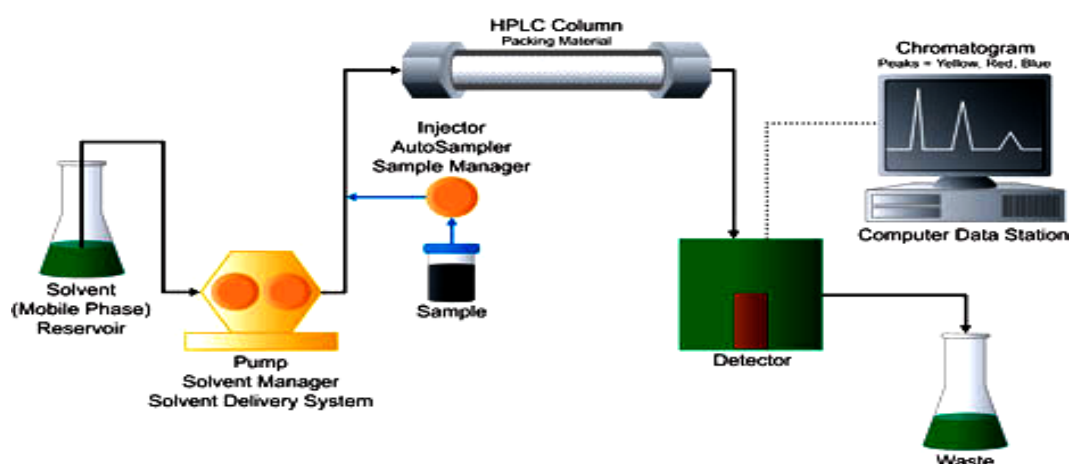 HPLC Column
Packing Material
Chromatogram
Peaks = Yellow, Red, Blue
Injector
AutoSampler
Sample Manager
Solvent
(Mobile Phase)
Reservoir
Sample
Computer Data Station
Pump
Solvent Manager
Solvent Delivery System
Detector
Waste